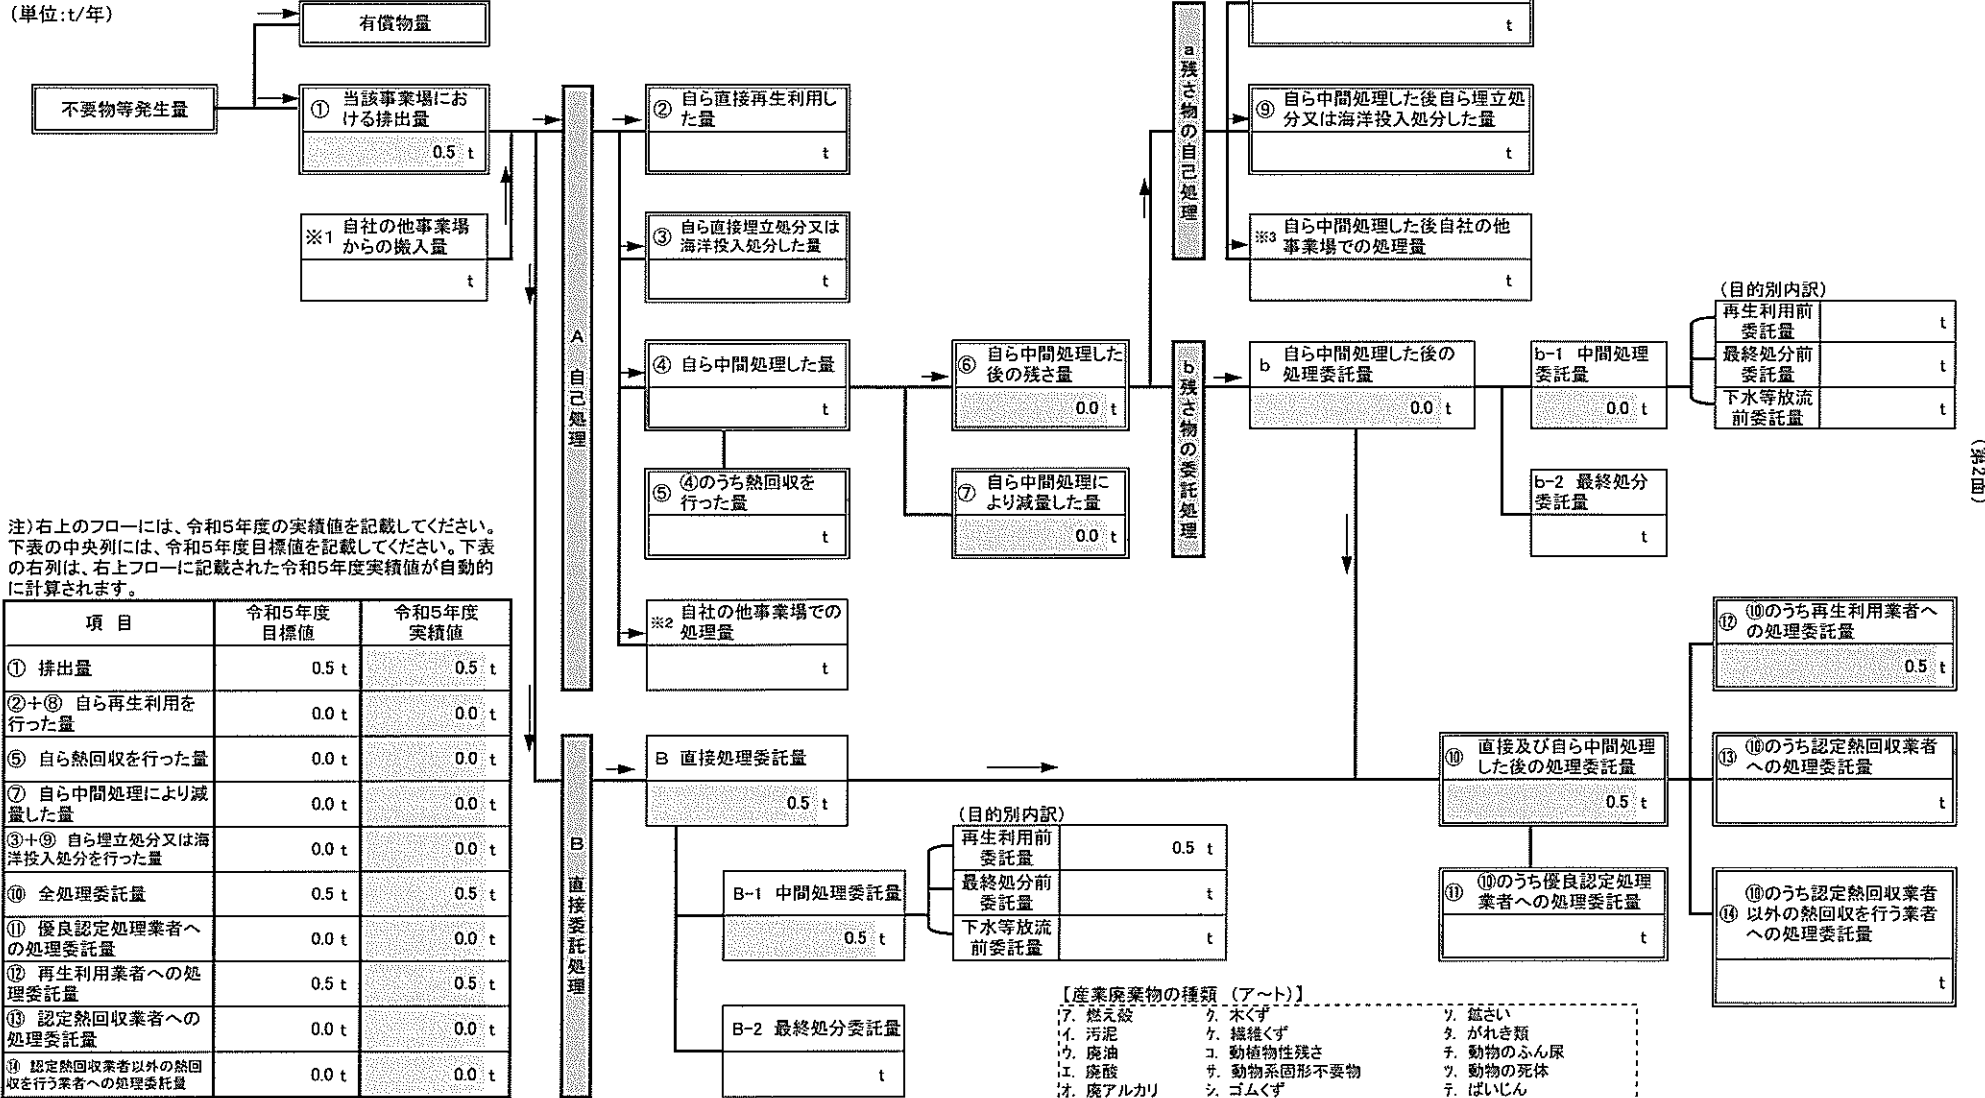 (単位:t/年)
有償物量
不要物等発生量
① 当該事業場にお
ける排出量
0.5 t
※1 自社の他事業場
からの搬入量
t
A 自己処理
② 自ら直接再生利用し
た量
t
③ 自ら直接埋立処分又は
海洋投入処分した量
t
④ 自ら中間処理した量
t
⑤ ④のうち熱回収を
行った量
t
※2 自社の他事業場での
処理量
t
⑥ 自ら中間処理した
後の残さ量
0.0 t
⑦ 自ら中間処理に
より減量した量
0.0 t
a残さ物の自己処理
t
⑨ 自ら中間処理した後自ら埋立処
分又は海洋投入処分した量
t
※3 自ら中間処理した後自社の他
事業場での処理量
t
b残さ物の委託処理
b 自ら中間処理した後の
処理委託量
0.0 t
b-1 中間処理
委託量
0.0 t
(目的別内訳)
再生利用前
委託量
t
最終処分前
委託量
t
下水等放流
前委託量
t
b-2 最終処分
委託量
t
(第2面)
注)右上のフローには、令和5年度の実績値を記載してください。
下表の中央列には、令和5年度目標値を記載してください。下表
の右列は、右上フローに記載された令和5年度実績値が自動的
に計算されます。
項 目 令和5年度 令和5年度
目標値 実績値
① 排出量 0.5 t 0.5 t
②+⑧ 自ら再生利用を
行った量 0.0 t 0.0 t
⑤ 自ら熱回収を行った量 0.0 t 0.0 t
⑦ 自ら中間処理により減
量した量 0.0 t 0.0 t
③+⑨ 自ら埋立処分又は海
洋投入処分を行った量 0.0 t 0.0 t
⑩ 全処理委託量 0.5 t 0.5 t
⑪ 優良認定処理業者へ
の処理委託量 0.0 t 0.0 t
⑫ 再生利用業者への処
理委託量 0.5 t 0.5 t
⑬ 認定熱回収業者への
処理委託量 0.0 t 0.0 t
⑭ 認定熱回収業者以外の熱回
収を行う業者への処理委託量 0.0 t 0.0 t
B 直接委託処理
B 直接処理委託量
0.5 t
B-1 中間処理委託量
0.5 t
(目的別内訳)
再生利用前
委託量
0.5 t
最終処分前
委託量
t
下水等放流
前委託量
t
B-2 最終処分委託量
t
⑩ 直接及び自ら中間処理
した後の処理委託量
0.5 t
⑪ ⑩のうち優良認定処理
業者への処理委託量
t
⑫ ⑩のうち再生利用業者へ
の処理委託量
0.5 t
⑬ ⑩のうち認定熱回収業者
への処理委託量
t
⑭ ⑩のうち認定熱回収業者
以外の熱回収を行う業者
への処理委託量
t
【産業廃棄物の種類 (ア~ト)】
ア. 燃え殻 ク. 木くず ソ. 鉱さい
イ. 汚泥 ケ. 繊維くず タ. がれき類
ウ. 廃油 コ. 動植物性残さ チ. 動物のふん尿
エ. 廃酸 サ. 動物系固形不要物 ツ. 動物の死体
オ. 廃アルカリ シ. ゴムくず テ. ばいじん